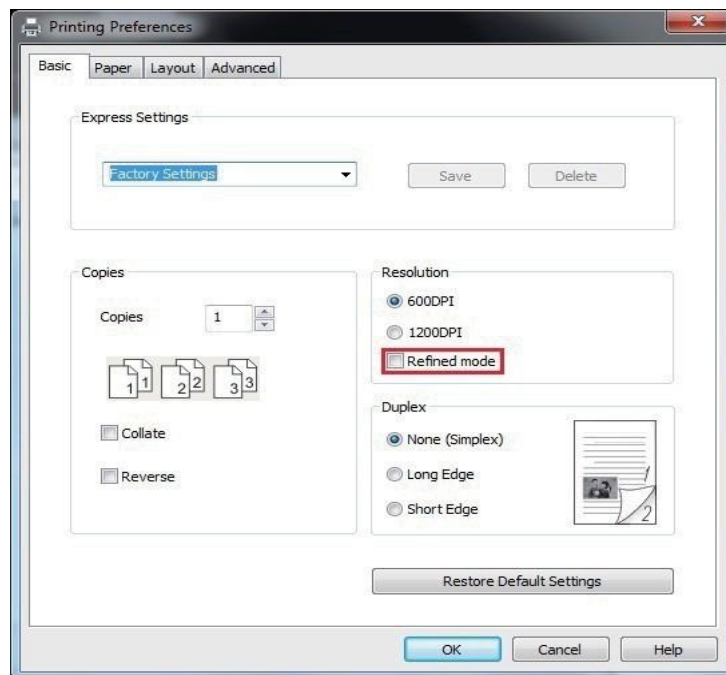 Printing Preferences
x
Basic Paper Layout Advanced
Express Settings
Factory Settings
Save Delete
Copies
Copies 1
1 1 2 2 3 3
Collate
Reverse
Resolution
600DPI
1200DPI
Refined mode
Duplex
None (Simplex)
Long Edge
Short Edge
1
2
Restore Default Settings
OK Cancel Help